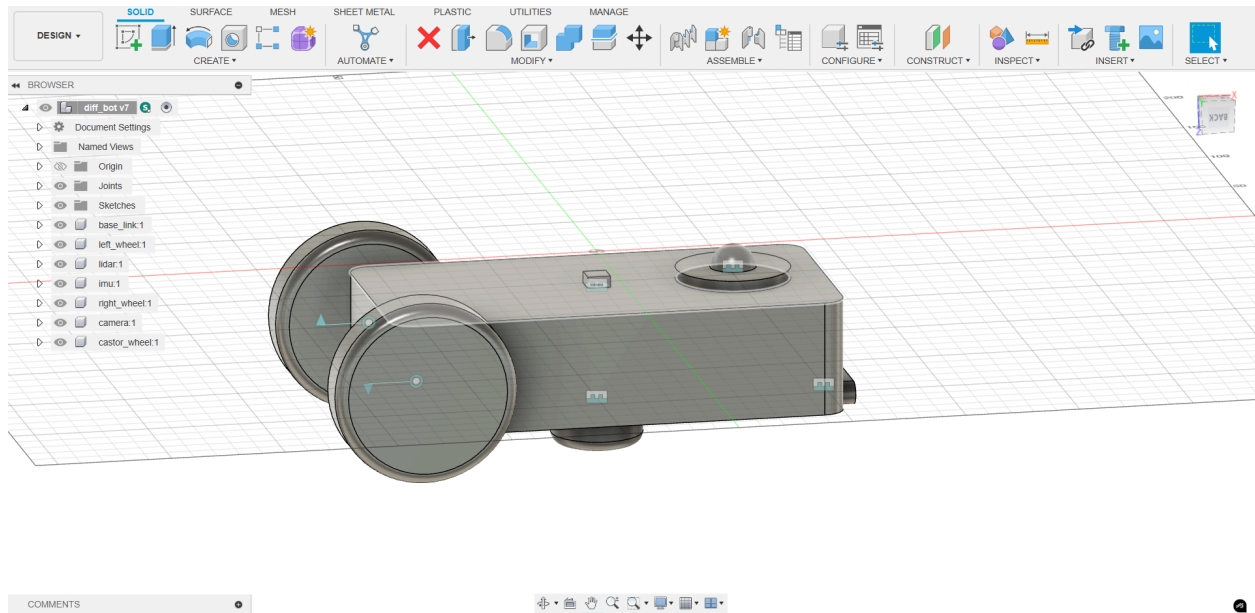 SOLID SURFACE MESH SHEET METAL PLASTIC UTILITIES MANAGE
DESIGN ▾
CREATE ▾ AUTOMATE ▾ MODIFY ▾ ASSEMBLE ▾ CONFIGURE ▾ CONSTRUCT ▾ INSPECT ▾ INSERT ▾ SELECT ▾
BROWSER
diff_bot v7
Document Settings
Named Views
Origin
Joints
Sketches
base_link:1
left_wheel:1
lidar:1
imu:1
right_wheel:1
camera:1
castor_wheel:1
X
BACK
Z
100
COMMENTS